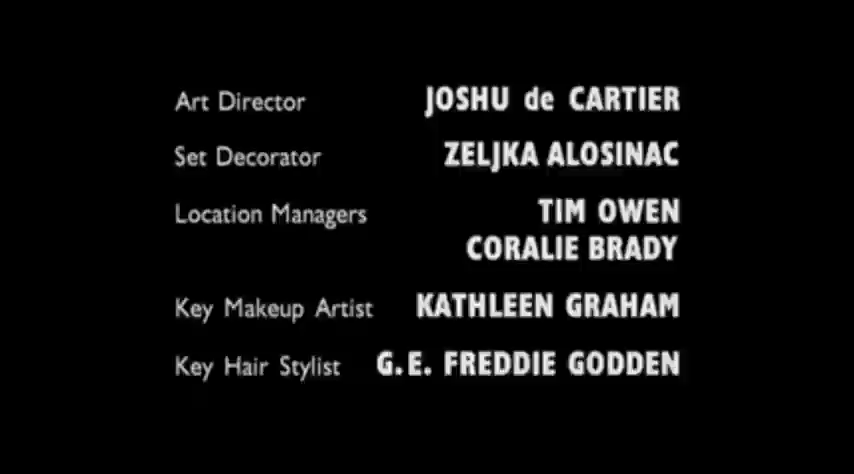 Art Director JOSHU de CARTIER
Set Decorator ZELJKA ALOSINAC
Location Managers TIM OWEN
CORALIE BRADY
Key Makeup Artist KATHLEEN GRAHAM
Key Hair Stylist G.E. FREDDIE GODDEN